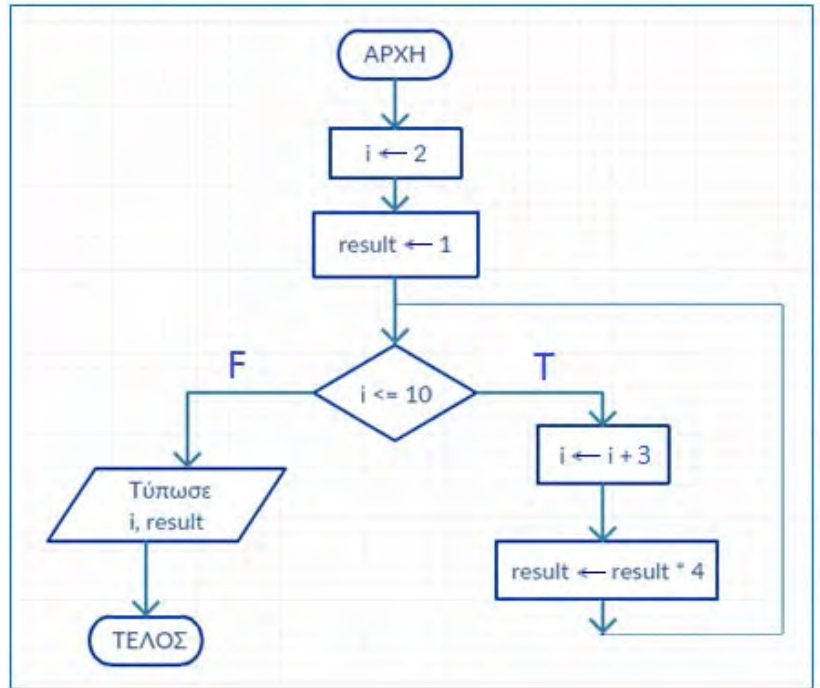 ΑΡΧΗ
i ← 2
result ← 1
i <= 10
F
T
i ← i + 3
result ← result * 4
Τύπωσε
i, result
ΤΕΛΟΣ